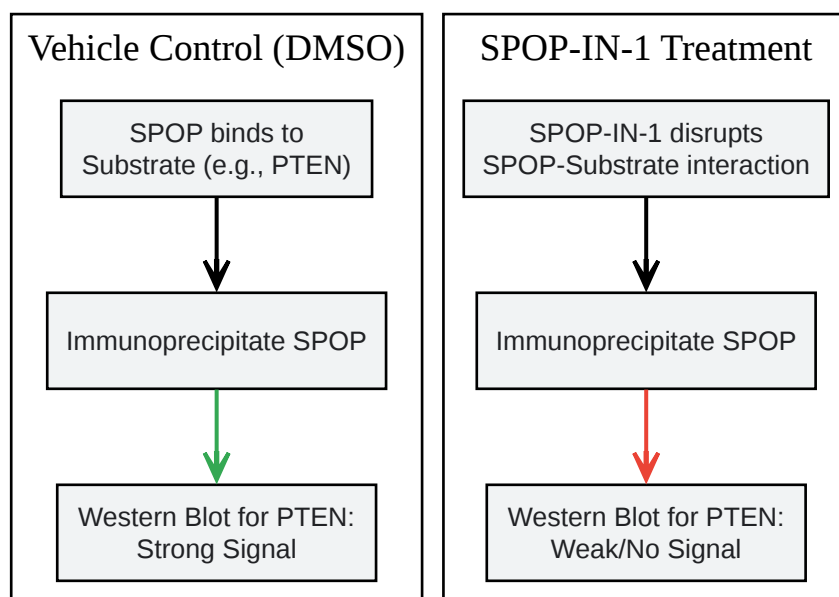 Vehicle Control (DMSO)
SPOP binds to
Substrate (e.g., PTEN)
Immunoprecipitate SPOP
Western Blot for PTEN:
Strong Signal
SPOP-IN-1 Treatment
SPOP-IN-1 disrupts
SPOP-Substrate interaction
Immunoprecipitate SPOP
Western Blot for PTEN:
Weak/No Signal